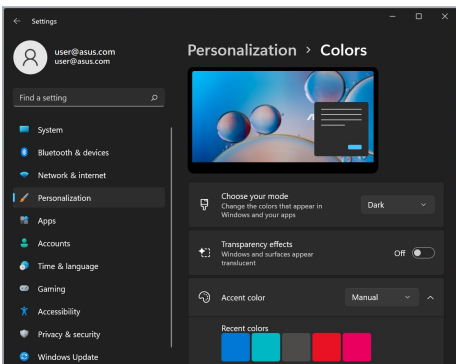 Settings
user@asus.com
user@asus.com
Find a setting
System
Bluetooth & devices
Network & internet
Personalization
Apps
Accounts
Time & language
Gaming
Accessibility
Privacy & security
Windows Update
Personalization > Colors
Choose your mode
Change the colors that appear in
Windows and your apps
Dark
Transparency effects
Windows and surfaces appear
translucent
Off
Accent color
Manual
Recent colors